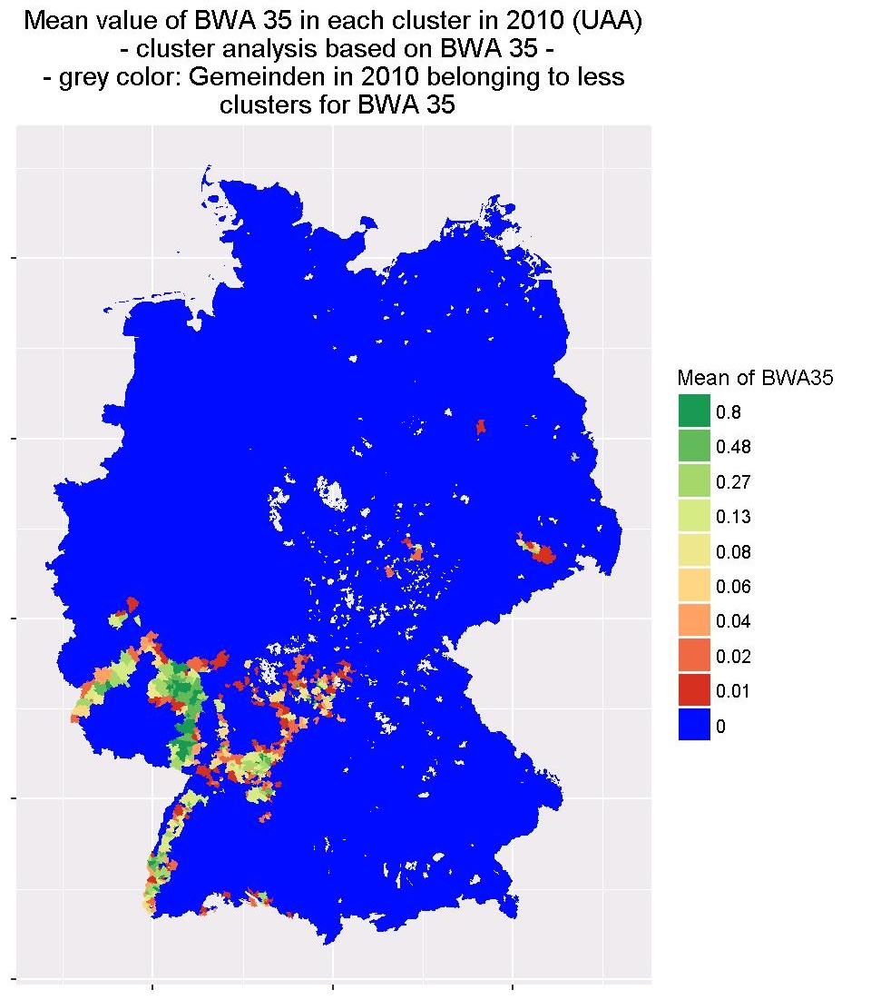 Mean value of BWA 35 in each cluster in 2010 (UAA)
- cluster analysis based on BWA 35 -
- grey color: Gemeinden in 2010 belonging to less
clusters for BWA 35
Mean of BWA35
0.8
0.48
0.27
0.13
0.08
0.06
0.04
0.02
0.01
0